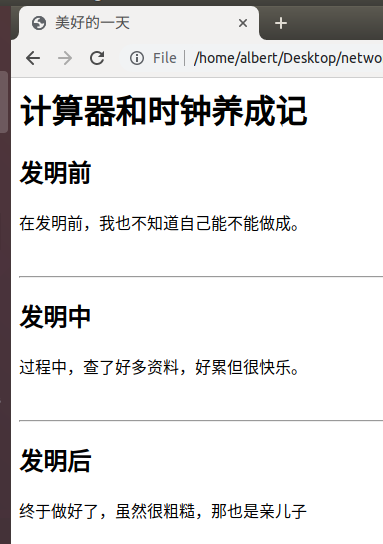 美好的一天
File /home/albert/Desktop/netwo
计算器和时钟养成记
发明前
在发明前，我也不知道自己能不能做成。
发明中
过程中，查了好多资料，好累但很快乐。
发明后
终于做好了，虽然很粗糙，那也是亲儿子